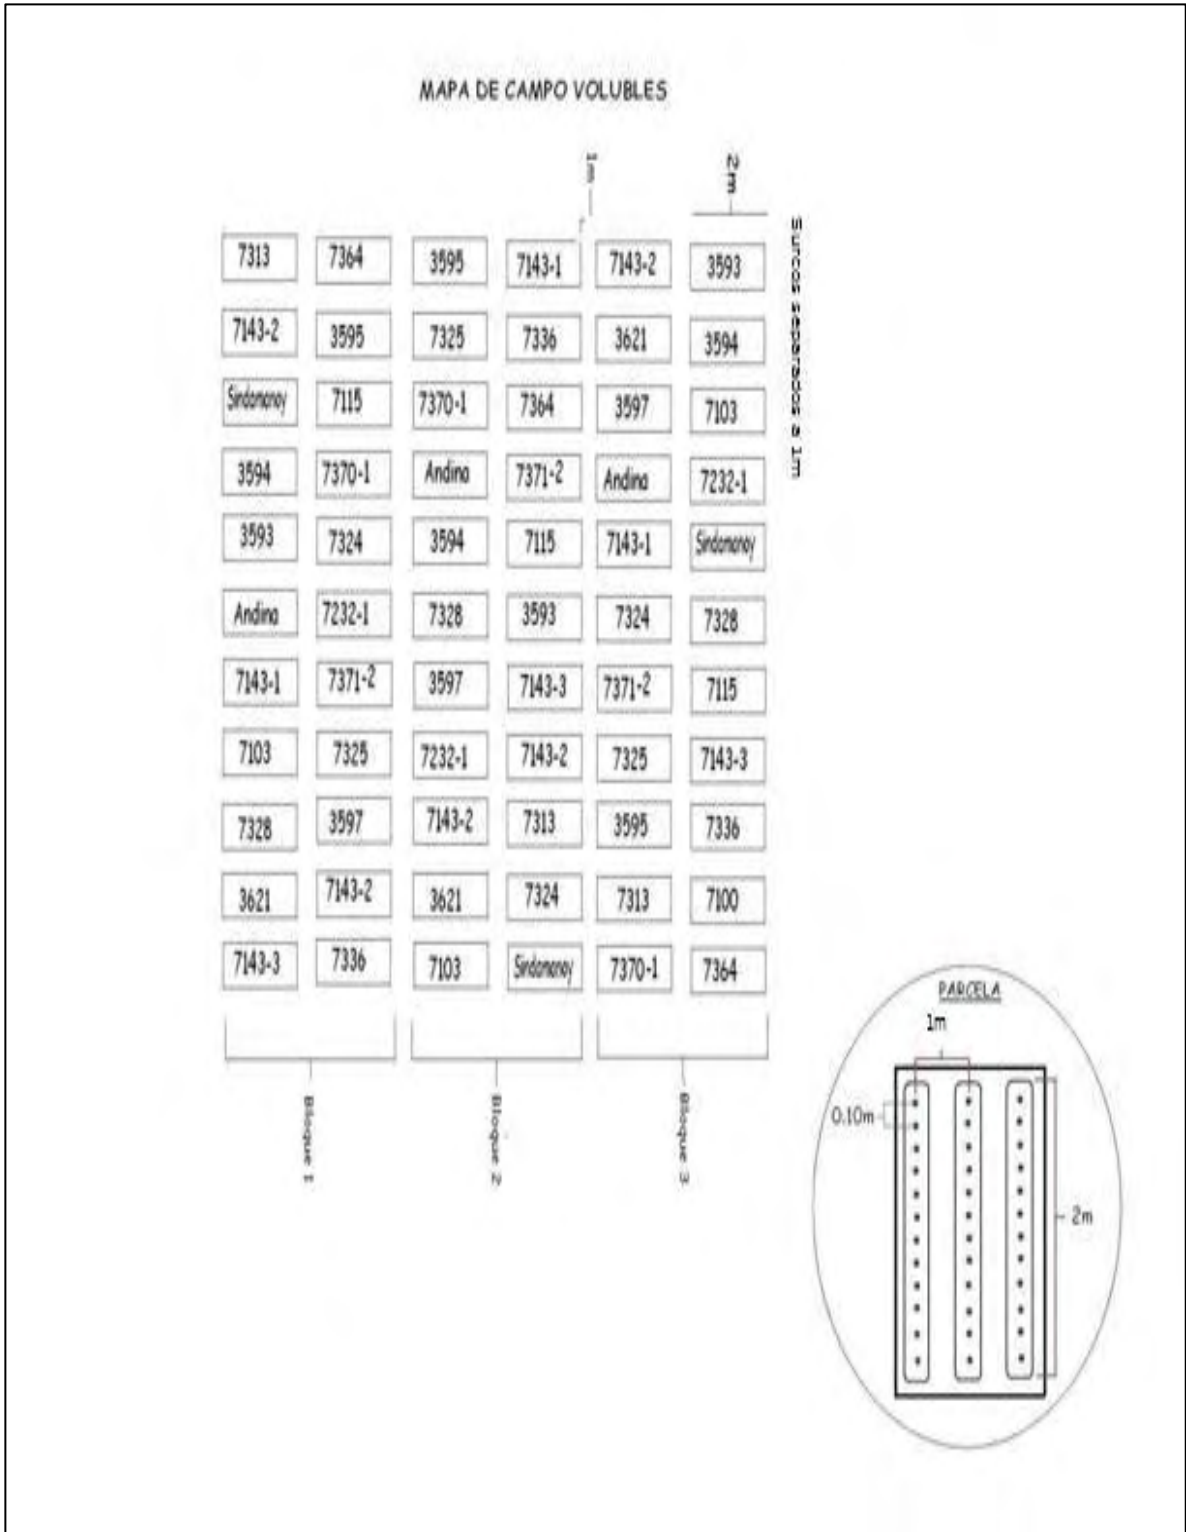 MAPA DE CAMPO VOLUBLES
1m
2m
Surcos separados a 1m
7313 7364 3595 7143-1 7143-2 3593
7143-2 3595 7325 7336 3621 3594
Sindamanoy 7115 7370-1 7364 3597 7103
3594 7370-1 Andina 7371-2 Andina 7232-1
3593 7324 3594 7115 7143-1 Sindamanoy
Andina 7232-1 7328 3593 7324 7328
7143-1 7371-2 3597 7143-3 7371-2 7115
7103 7325 7232-1 7143-2 7325 7143-3
7328 3597 7143-2 7313 3595 7336
3621 7143-2 3621 7324 7313 7100
7143-3 7336 7103 Sindamanoy 7370-1 7364
Bloque 1
Bloque 2
Bloque 3
PARCELA
1m
0.10m
2m